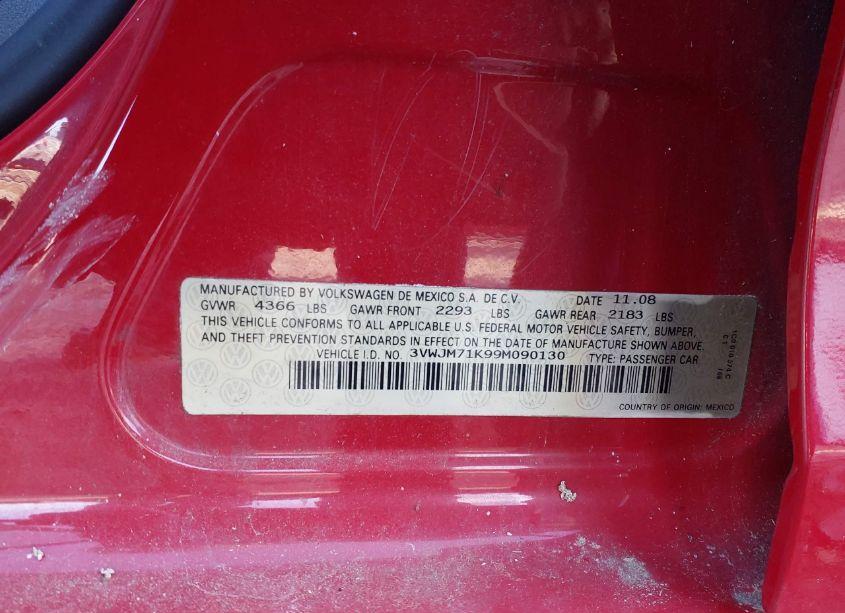 MANUFACTURED BY VOLKSWAGEN DE MEXICO S.A. DE C.V. DATE 11.08
GVWR 4366 LBS GAWR FRONT 2293 LBS GAWR REAR 2183 LBS
THIS VEHICLE CONFORMS TO ALL APPLICABLE U.S. FEDERAL MOTOR VEHICLE SAFETY, BUMPER,
AND THEFT PREVENTION STANDARDS IN EFFECT ON THE DATE OF MANUFACTURE SHOWN ABOVE.
VEHICLE I.D. NO. 3VWJM71K99M090130 TYPE: PASSENGER CAR
COUNTRY OF ORIGIN: MEXICO